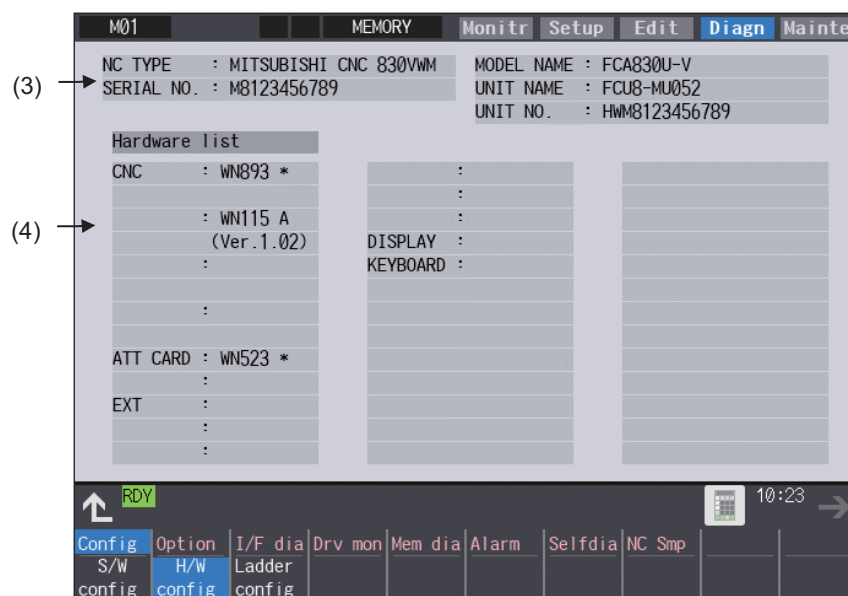 M01 MEMORY Monitr Setup Edit Diagn Mainte
NC TYPE : MITSUBISHI CNC 830VWM
SERIAL NO. : M8123456789
MODEL NAME : FCA830U-V
UNIT NAME : FCU8-MU052
UNIT NO. : HWM8123456789
(3)
Hardware list
(4)
CNC : WN893 *
: WN115 A
(Ver.1.02)
:
:
ATT CARD : WN523 *
:
EXT :
:
:
:
:
:
DISPLAY :
KEYBOARD :
RDY 10:23
Config Option I/F dia Drv mon Mem dia Alarm Selfdia NC Smp
S/W config
H/W config
Ladder config